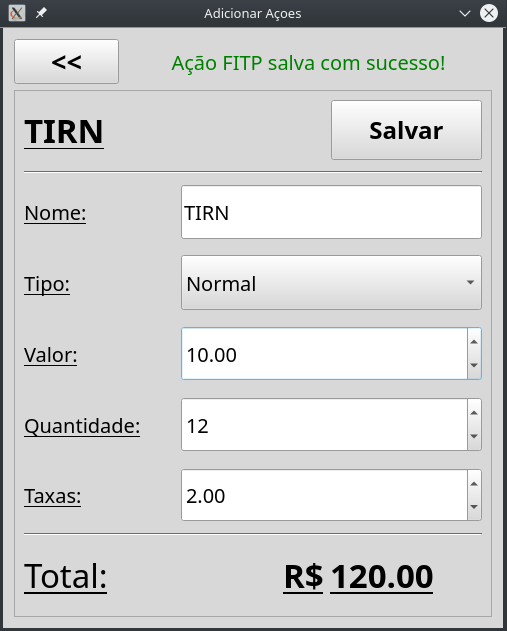 Adicionar Açoes
<< Ação FITP salva com sucesso!
TIRN Salvar
Nome: TIRN
Tipo: Normal
Valor: 10.00
Quantidade: 12
Taxas: 2.00
Total: R$ 120.00